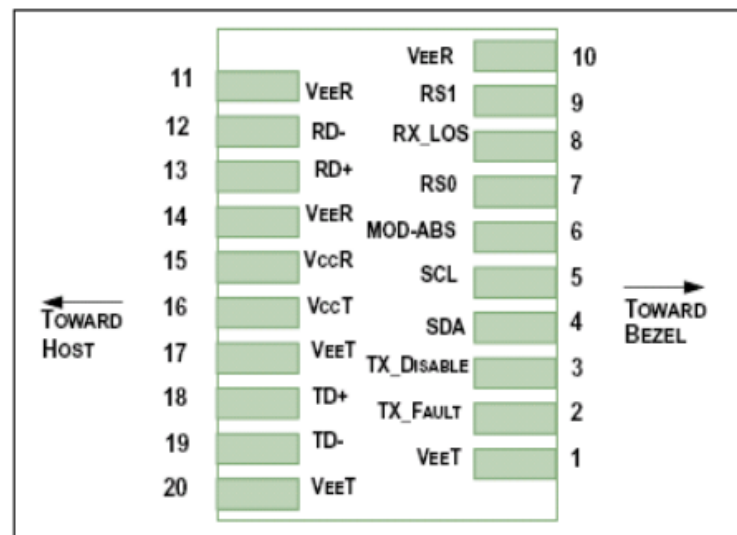 11 VEER
12 RD-
13 RD+
14 VEER
15 VCCR
16 VCCT
17 VEET
18 TD+
19 TD-
20 VEET
VEER 10
RS1 9
RX_LOS 8
RS0 7
MOD-ABS 6
SCL 5
SDA 4
TX_DISABLE 3
TX_FAULT 2
VEET 1
TOWARD
HOST
TOWARD
BEZEL